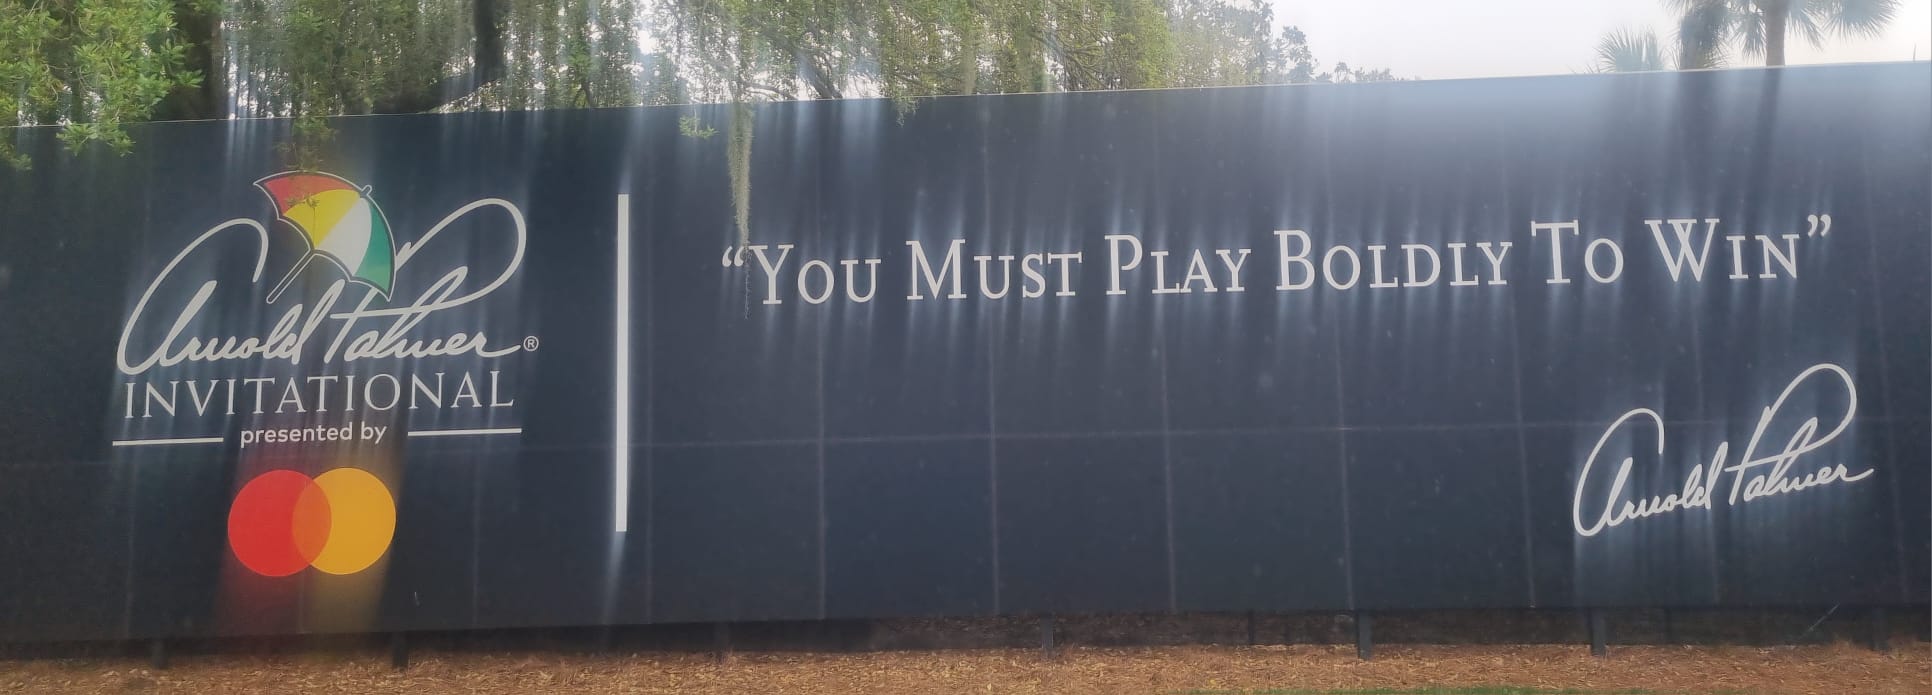 Arnold Palmer®
INVITATIONAL
presented by
“YOU MUST PLAY BOLDLY TO WIN”
Arnold Palmer